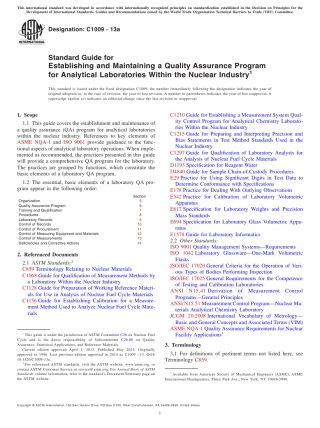 This international standard was developed in accordance with internationally recognized principles on standardization established in the Decision on Principles for the
Development of International Standards, Guides and Recommendations issued by the World Trade Organization Technical Barriers to Trade (TBT) Committee.
Designation: C1009 − 13a
Standard Guide for
Establishing and Maintaining a Quality Assurance Program
for Analytical Laboratories Within the Nuclear Industry1
This standard is issued under the fixed designation C1009; the number immediately following the designation indicates the year of
original adoption or, in the case of revision, the year of last revision. A number in parentheses indicates the year of last reapproval. A
superscript epsilon (ε) indicates an editorial change since the last revision or reapproval.
1. Scope
1.1 This guide covers the establishment and maintenance of
a quality assurance (QA) program for analytical laboratories
within the nuclear industry. References to key elements of
ASME NQA-1 and ISO 9001 provide guidance to the func-
tional aspects of analytical laboratory operations. When imple-
mented as recommended, the practices presented in this guide
will provide a comprehensive QA program for the laboratory.
The practices are grouped by functions, which constitute the
basic elements of a laboratory QA program.
1.2 The essential, basic elements of a laboratory QA pro-
gram appear in the following order:
Section
Organization 5
Quality Assurance Program 6
Training and Qualification 7
Procedures 8
Laboratory Records 9
Control of Records 10
Control of Procurement 11
Control of Measuring Equipment and Materials 12
Control of Measurements 13
Deficiencies and Corrective Actions 14
2. Referenced Documents
2.1 ASTM Standards:2
C859 Terminology Relating to Nuclear Materials
C1068 Guide for Qualification of Measurement Methods by
a Laboratory Within the Nuclear Industry
C1128 Guide for Preparation of Working Reference Materi-
als for Use in Analysis of Nuclear Fuel Cycle Materials
C1156 Guide for Establishing Calibration for a Measure-
ment Method Used to Analyze Nuclear Fuel Cycle Mate-
rials
1 This guide is under the jurisdiction of ASTM Committee C26 on Nuclear Fuel
Cycle and is the direct responsibility of Subcommittee C26.08 on Quality
Assurance, Statistical Applications, and Reference Materials.
Current edition approved April 1, 2013. Published May 2013. Originally
approved in 1996. Last previous edition approved in 2013 as C1009 – 13. DOI:
10.1520/C1009-13a.
2 For referenced ASTM standards, visit the ASTM website, www.astm.org, or
contact ASTM Customer Service at service@astm.org. For Annual Book of ASTM
Standards volume information, refer to the standard's Document Summary page on
the ASTM website.
C1210 Guide for Establishing a Measurement System Qual-
ity Control Program for Analytical Chemistry Laborato-
ries Within the Nuclear Industry
C1215 Guide for Preparing and Interpreting Precision and
Bias Statements in Test Method Standards Used in the
Nuclear Industry
C1297 Guide for Qualification of Laboratory Analysts for
the Analysis of Nuclear Fuel Cycle Materials
D1193 Specification for Reagent Water
D4840 Guide for Sample Chain-of-Custody Procedures
E29 Practice for Using Significant Digits in Test Data to
Determine Conformance with Specifications
E178 Practice for Dealing With Outlying Observations
E542 Practice for Calibration of Laboratory Volumetric
Apparatus
E617 Specification for Laboratory Weights and Precision
Mass Standards
E694 Specification for Laboratory Glass Volumetric Appa-
ratus
E1578 Guide for Laboratory Informatics
2.2 Other Standards:
ISO 9001 Quality Management Systems—Requirements
ISO 1042 Laboratory Glassware—One-Mark Volumetric
Flasks
ISO/IEC 17020 General Criteria for the Operation of Vari-
ous Types of Bodies Performing Inspection
ISO/IEC 17025 General Requirements for the Competence
of Testing and Calibration Laboratories
ANSI N15.41 Derivation of Measurement Control
Programs—General Principles
ANSI N15.51 Measurement Control Program—Nuclear Ma-
terials Analytical Chemistry Laboratory
JCGM 200:2008 International Vocabulary of Metrology—
Basic and General Concepts and Associated Terms (VIM)
ASME NQA-1 Quality Assurance Requirements for Nuclear
Facility Applications3
3. Terminology
3.1 For definitions of pertinent terms not listed here, see
Terminology C859.
3 Available from American Society of Mechanical Engineers (ASME), ASME
International Headquarters, Three Park Ave., New York, NY 10016-5990.
Copyright © ASTM International, 100 Barr Harbor Drive, PO Box C700, West Conshohocken, PA 19428-2959. United States
1